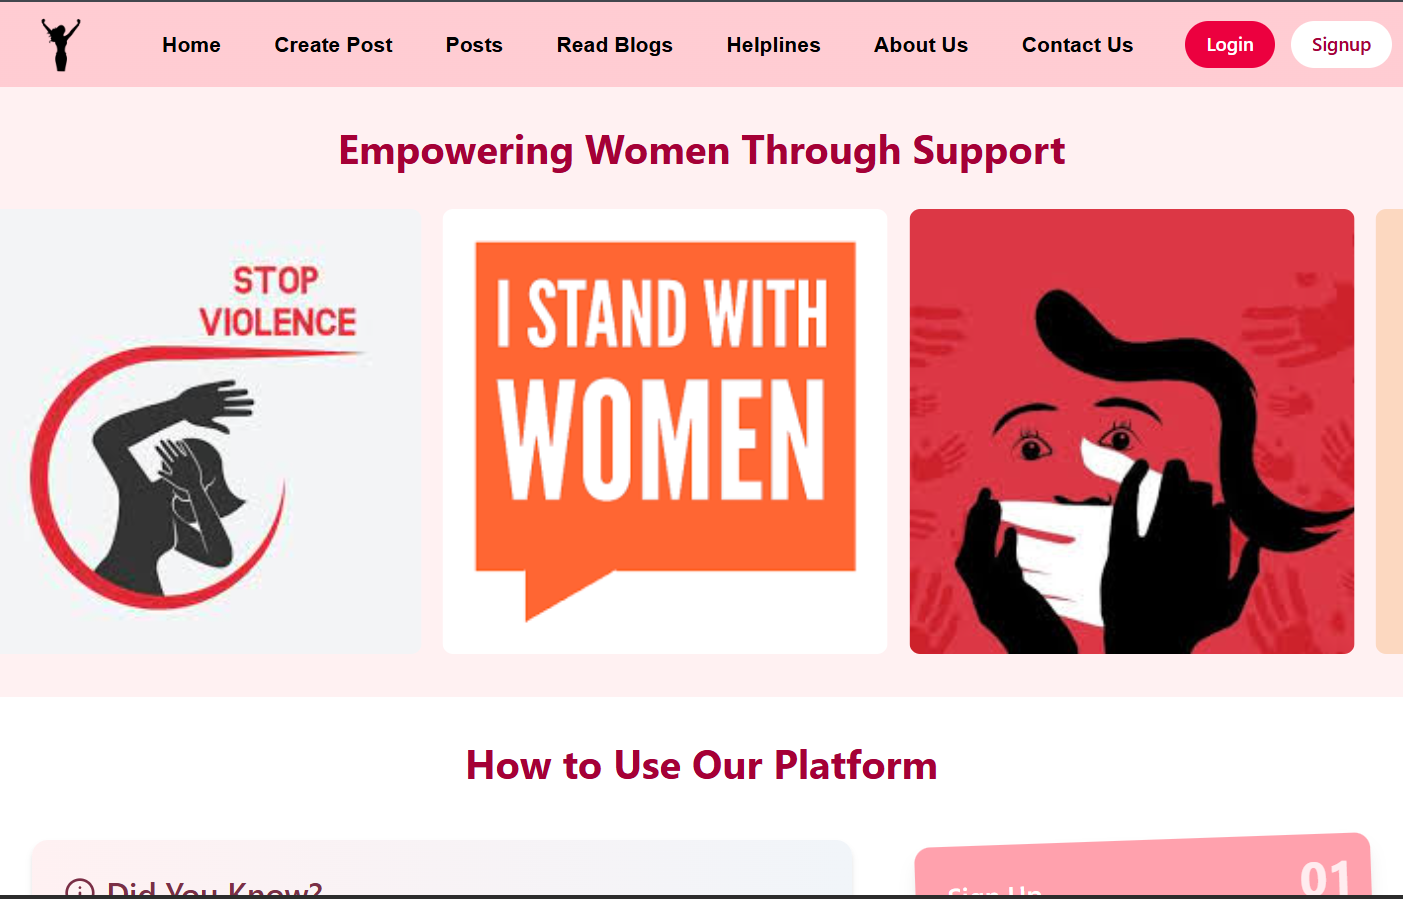 Home Create Post Posts Read Blogs Helplines About Us Contact Us Login Signup
Empowering Women Through Support
STOP
VIOLENCE
I STAND WITH
WOMEN
How to Use Our Platform
Did You Know?
01
Sign Up